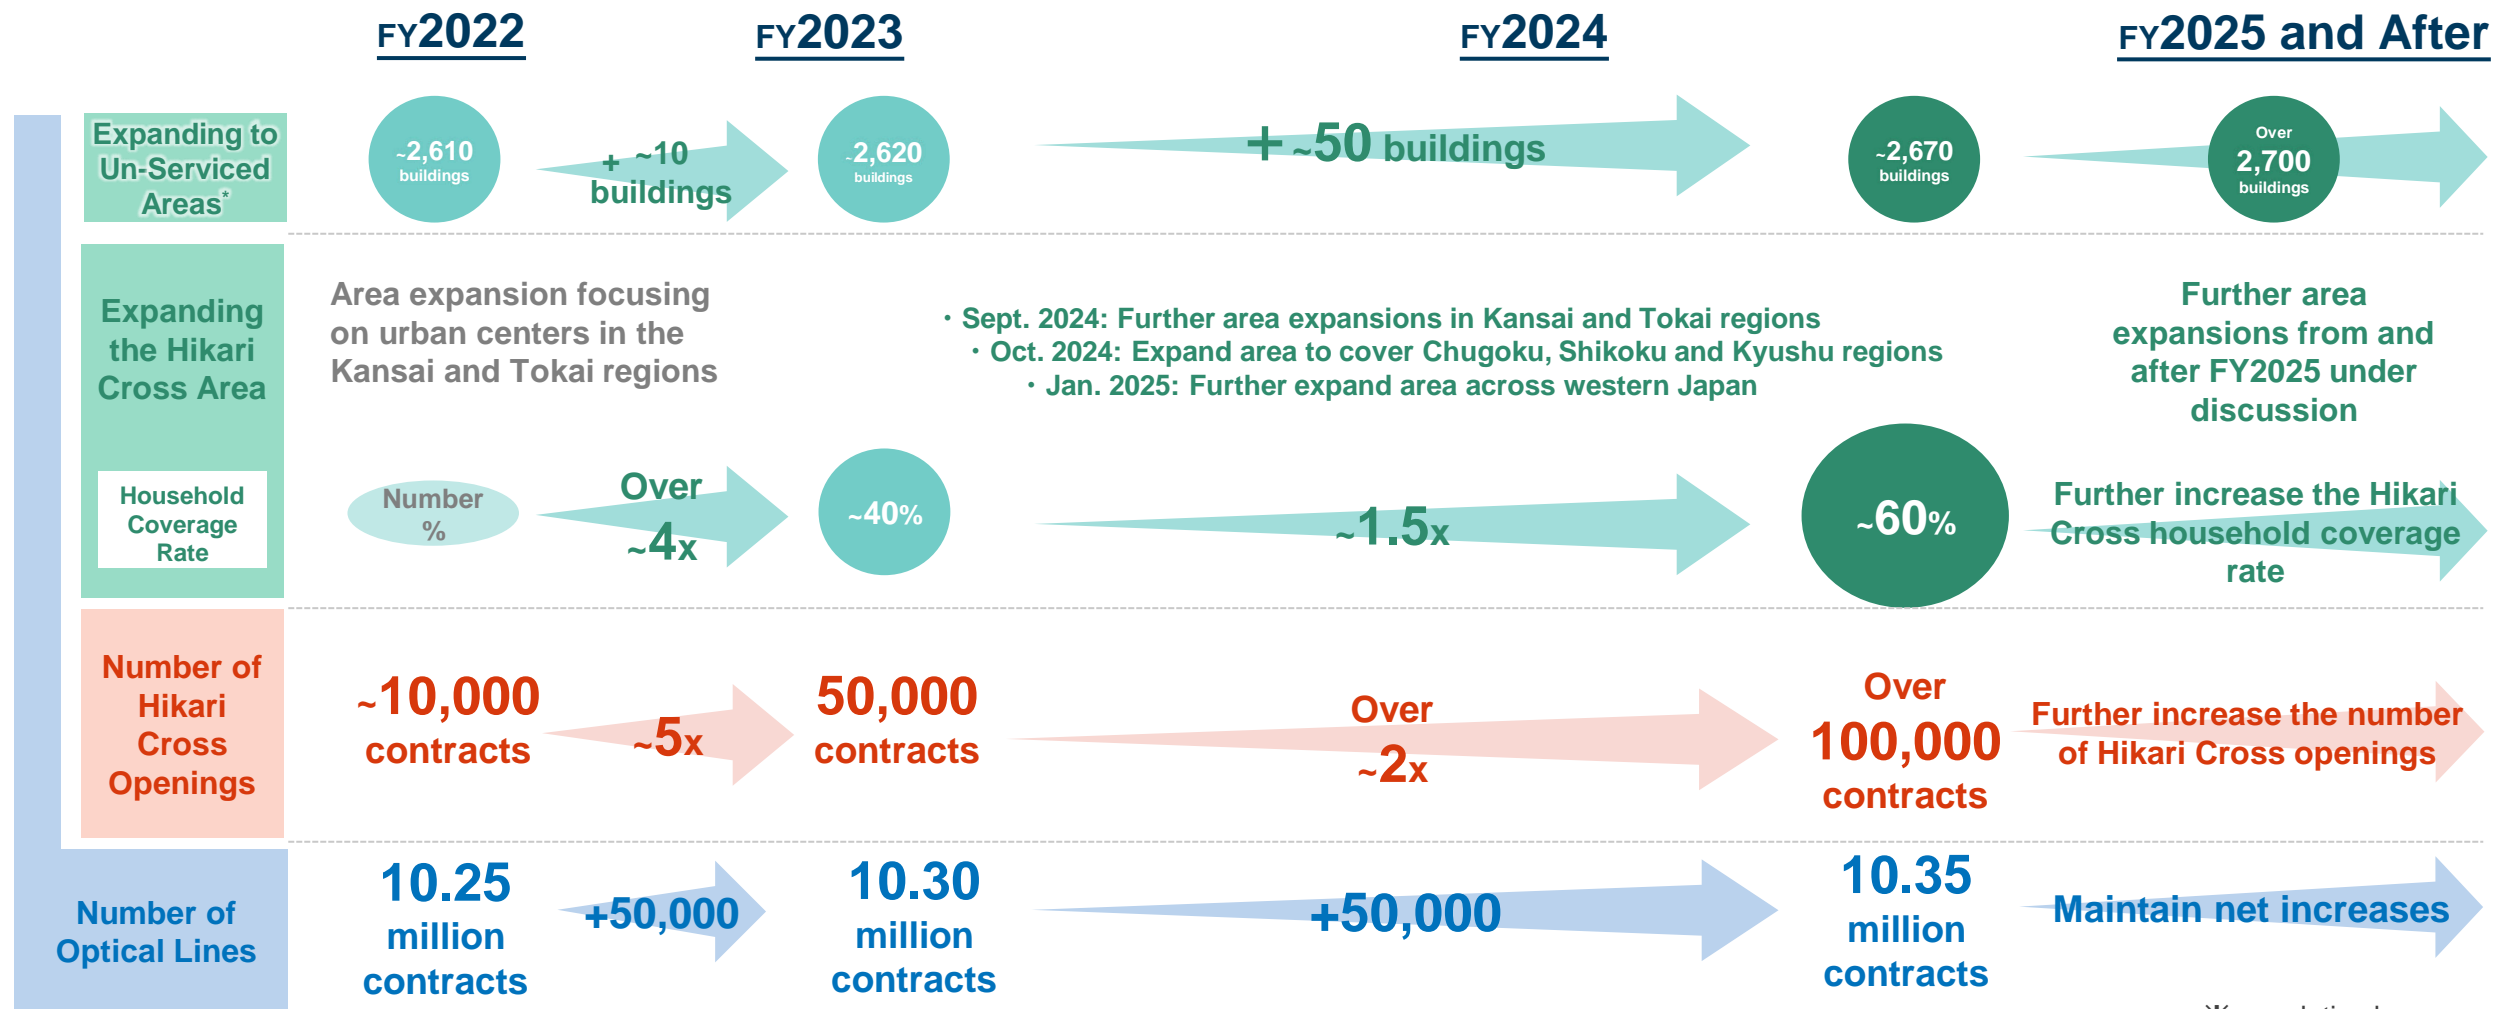 FY2022
FY2023
FY2024
FY2025 and After
Expanding to
Un-Serviced
Areas*
~2,610
buildings
+ ~10
buildings
~2,620
buildings
+ ~50 buildings
~2,670
buildings
Over
2,700
buildings
Expanding
the Hikari
Cross Area
Area expansion focusing
on urban centers in the
Kansai and Tokai regions
・Sept. 2024: Further area expansions in Kansai and Tokai regions
・Oct. 2024: Expand area to cover Chugoku, Shikoku and Kyushu regions
・Jan. 2025: Further expand area across western Japan
Further area
expansions from and
after FY2025 under
discussion
Household
Coverage
Rate
Number
%
Over
~4x
~40%
~1.5x
~60%
Further increase the Hikari
Cross household coverage
rate
Number of
Hikari
Cross
Openings
~10,000
contracts
~5x
50,000
contracts
Over
~2x
Over
100,000
contracts
Further increase the number
of Hikari Cross openings
Number of
Optical Lines
10.25
million
contracts
+50,000
10.30
million
contracts
+50,000
10.35
million
contracts
Maintain net increases